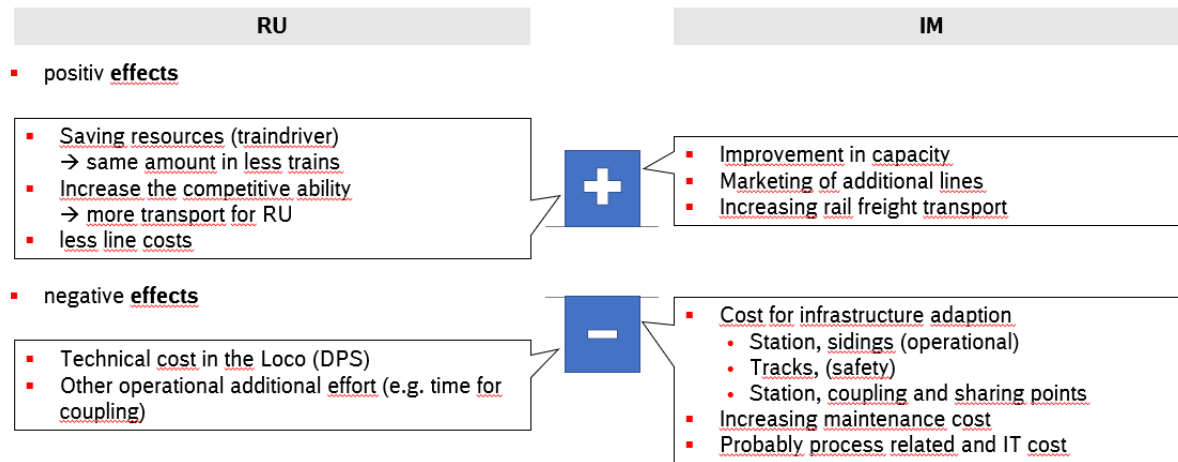 RU
IM
positiv effects
Saving resources (traindriver)
→ same amount in less trains
Increase the competitive ability
→ more transport for RU
less line costs
Improvement in capacity
Marketing of additional lines
Increasing rail freight transport
negative effects
Technical cost in the Loco (DPS)
Other operational additional effort (e.g. time for
coupling)
Cost for infrastructure adaption
Station, sidings (operational)
Tracks, (safety)
Station, coupling and sharing points
Increasing maintenance cost
Probably process related and IT cost